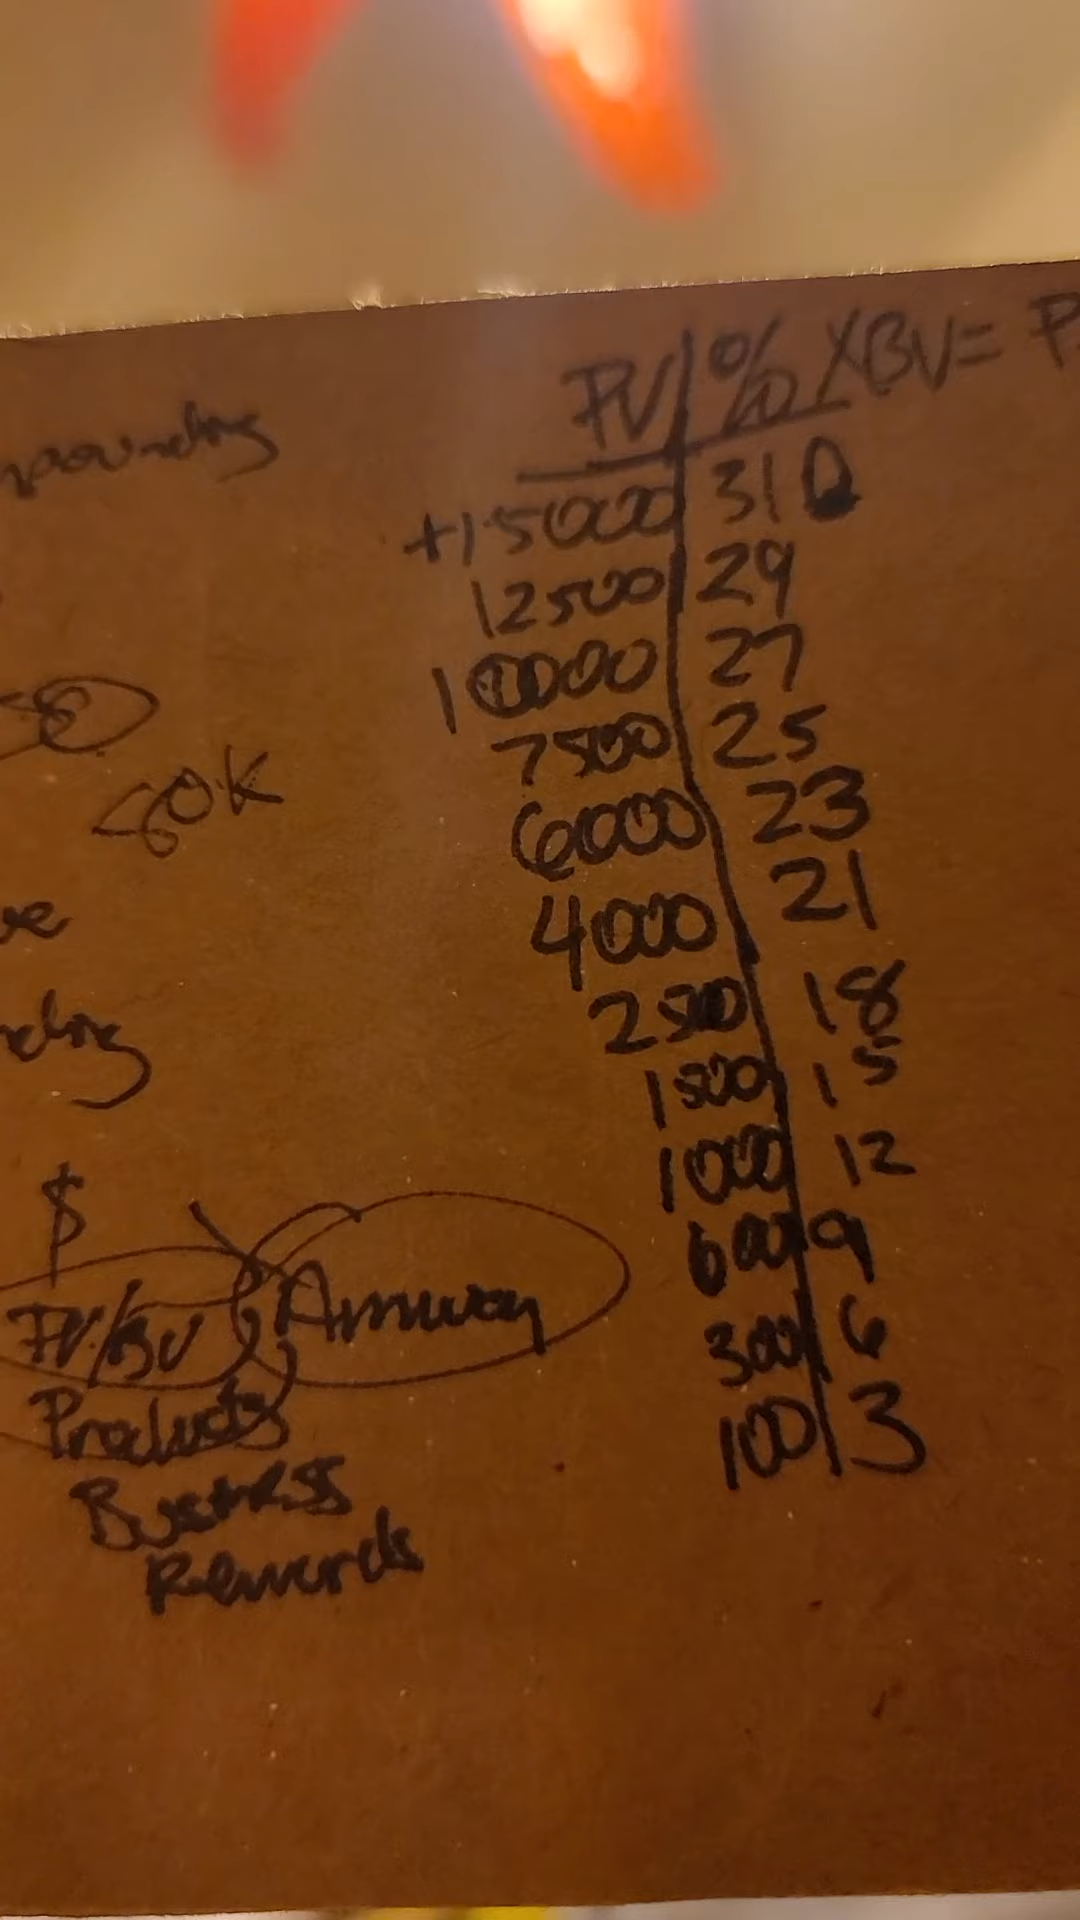 PV | % X BV = P
+15000 | 31
12500 | 29
10000 | 27
7500 | 25
6000 | 23
4000 | 21
2500 | 18
1500 | 15
1000 | 12
600 | 9
300 | 6
100 | 3
$
PV/BV Amway
Products
Business
Rewards